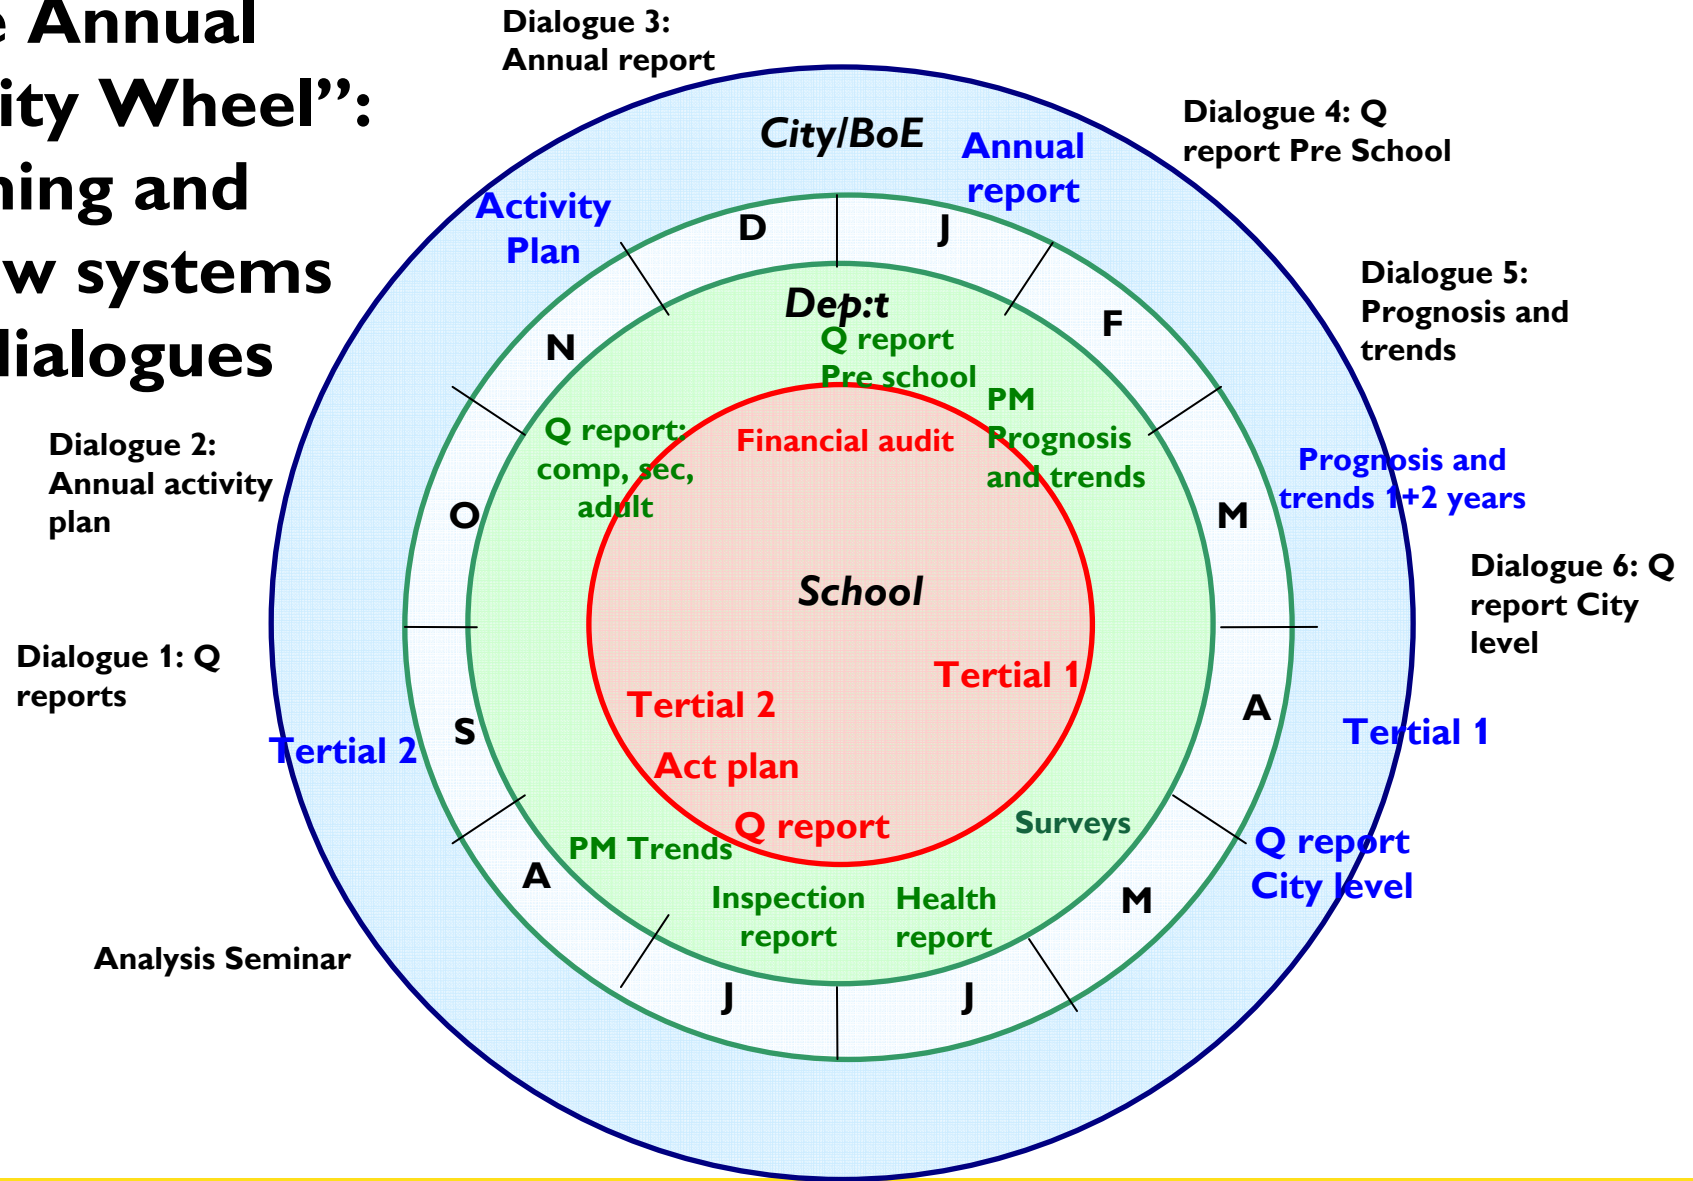 e Annual
ity Wheel”:
ning and
w systems
dialogues
Dialogue 3:
Annual report
Dialogue 4: Q
report Pre School
Dialogue 5:
Prognosis and
trends
Dialogue 6: Q
report City
level
Dialogue 2:
Annual activity
plan
Dialogue 1: Q
reports
Analysis Seminar
City/BoE
Annual
report
Activity
Plan
Prognosis and
trends 1+2 years
Tertial 1
Q report
City level
Tertial 2
D
J
F
M
A
M
J
J
A
S
O
N
Dep:t
Q report
Pre school
PM
Prognosis
and trends
Q report:
comp, sec,
adult
Surveys
Health
report
Inspection
report
PM Trends
Financial audit
School
Tertial 1
Tertial 2
Act plan
Q report